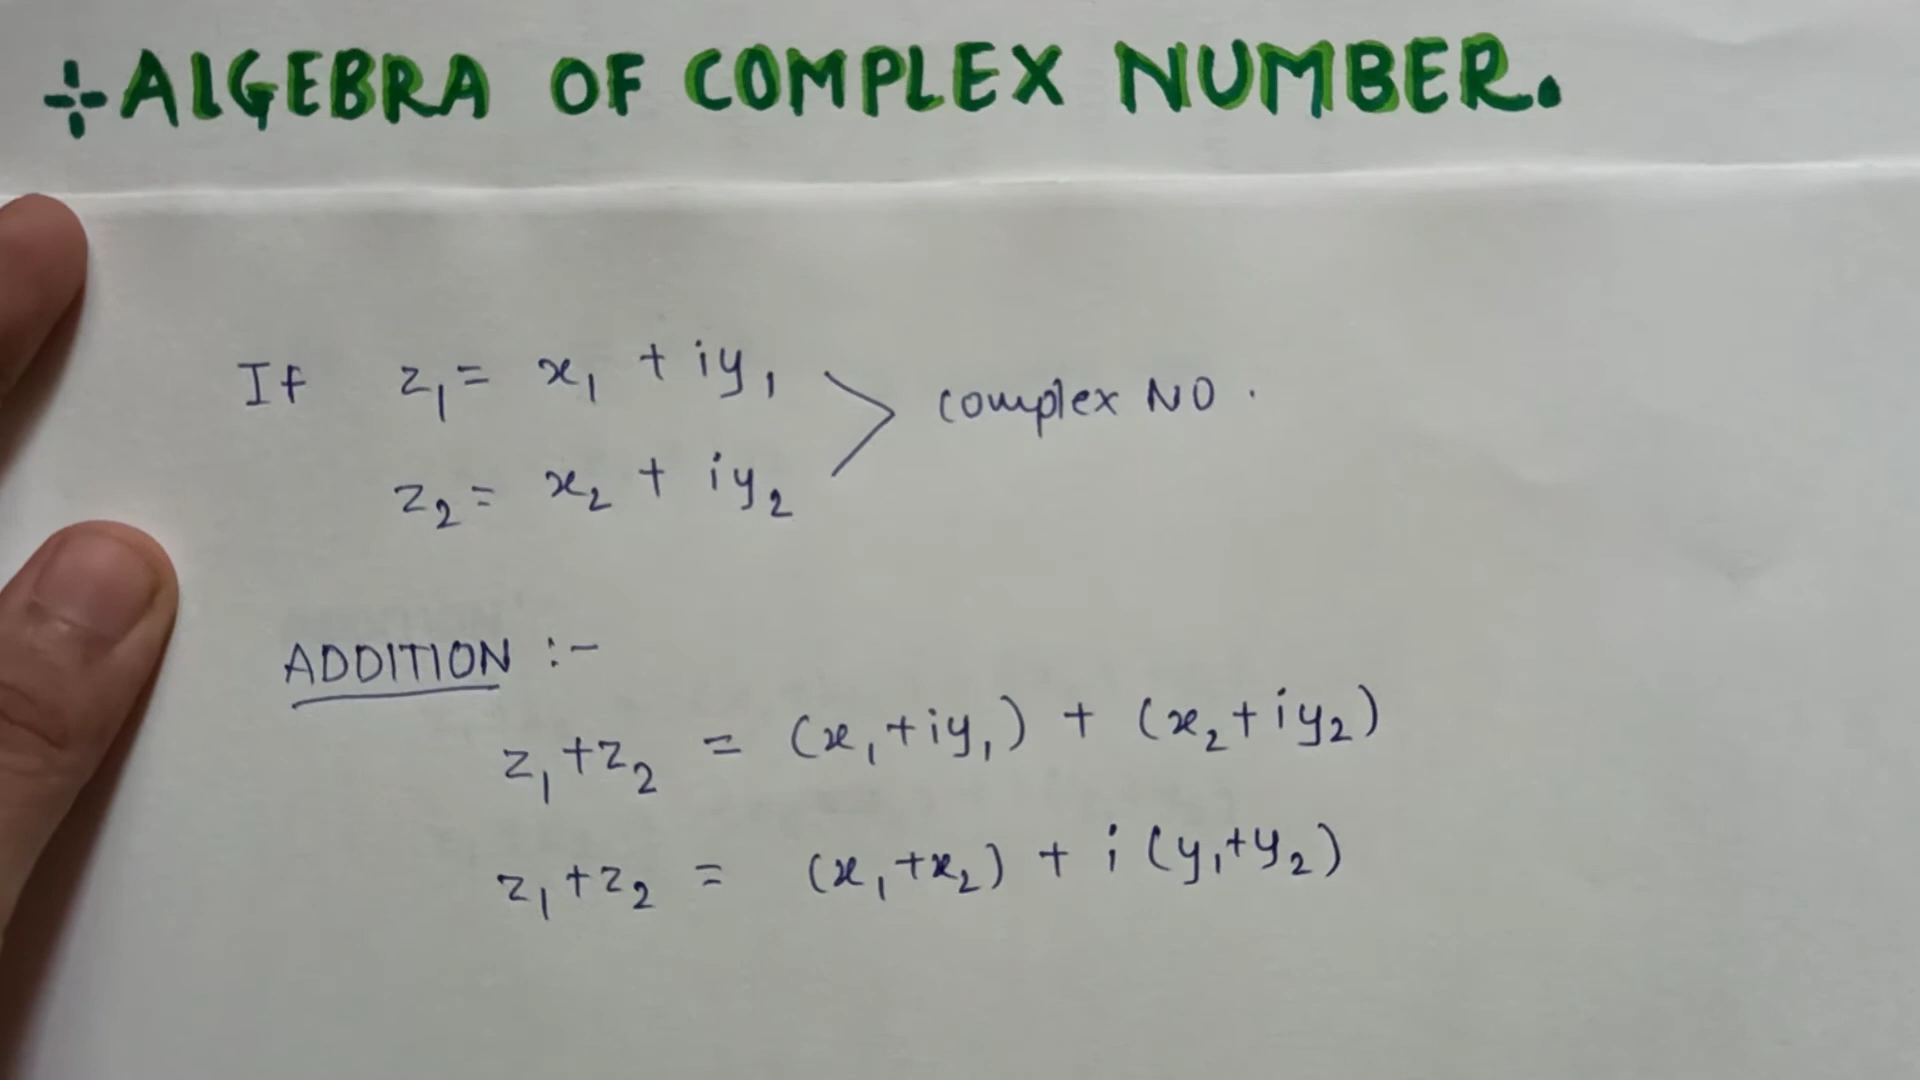 ÷ALGEBRA OF COMPLEX NUMBER.
If z₁= x₁ + iy₁
complex NO.
z₂= x₂ + iy₂
ADDITION :-
z₁+z₂ = (x₁+iy₁) + (x₂+iy₂)
z₁+z₂ = (x₁+x₂) + i (y₁+y₂)